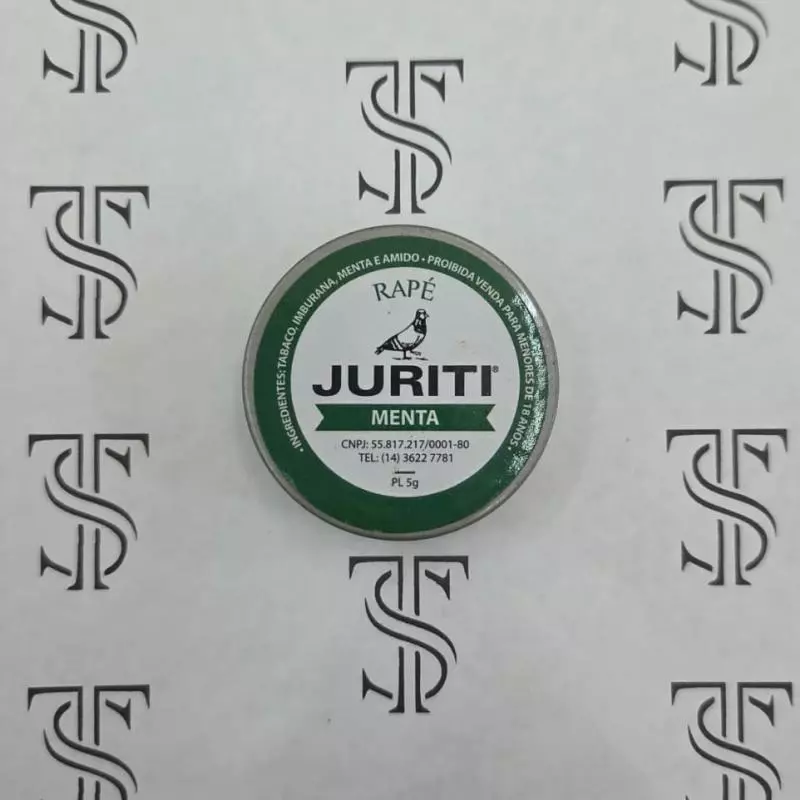 • INGREDIENTES: TABACO, IMBURANA, MENTA E AMIDO • PROIBIDA VENDA PARA MENORES DE 18 ANOS •
RAPÉ
JURITI®
MENTA
CNPJ: 55.817.217/0001-80
TEL: (14) 3622 7781
PL 5g